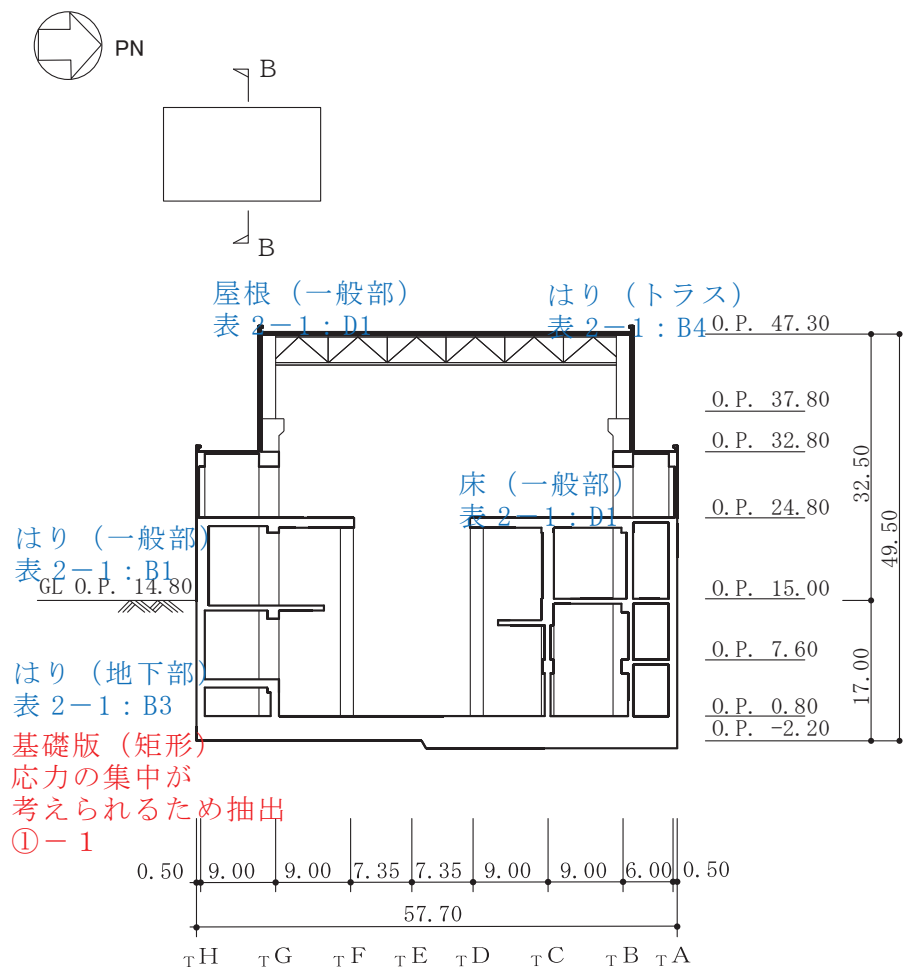 PN
B
B
屋根（一般部）
表2－1：D1
はり（トラス）
表2－1：B4
O.P. 47.30
O.P. 37.80
O.P. 32.80
床（一般部）
表2－1：D1
O.P. 24.80
32.50
49.50
はり（一般部）
表2－1：B1
GL O.P. 14.80
O.P. 15.00
O.P. 7.60
17.00
はり（地下部）
表2－1：B3
O.P. 0.80
O.P. -2.20
基礎版（矩形）
応力の集中が
考えられるため抽出
①－1
0.50 9.00 9.00 7.35 7.35 9.00 9.00 6.00 0.50
57.70
TH TG TF TE TD TC TB TA